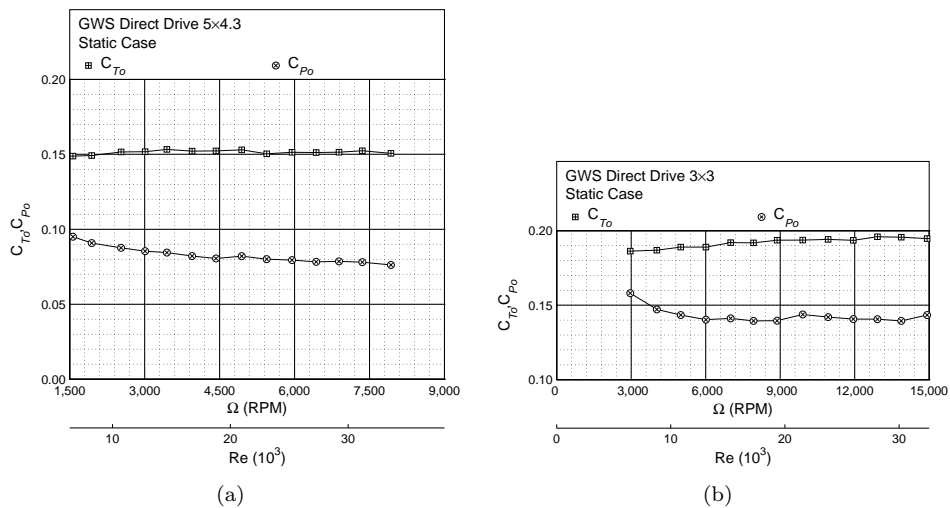 GWS Direct Drive 5×4.3
Static Case
C_To C_Po
0.20
0.15
0.10
0.05
0.00
C_To, C_Po
1,500 3,000 4,500 6,000 7,500 9,000
Ω (RPM)
10 20 30
Re (10³)
(a)
GWS Direct Drive 3×3
Static Case
C_To C_Po
0.20
0.15
0.10
C_To, C_Po
0 3,000 6,000 9,000 12,000 15,000
Ω (RPM)
0 10 20 30
Re (10³)
(b)